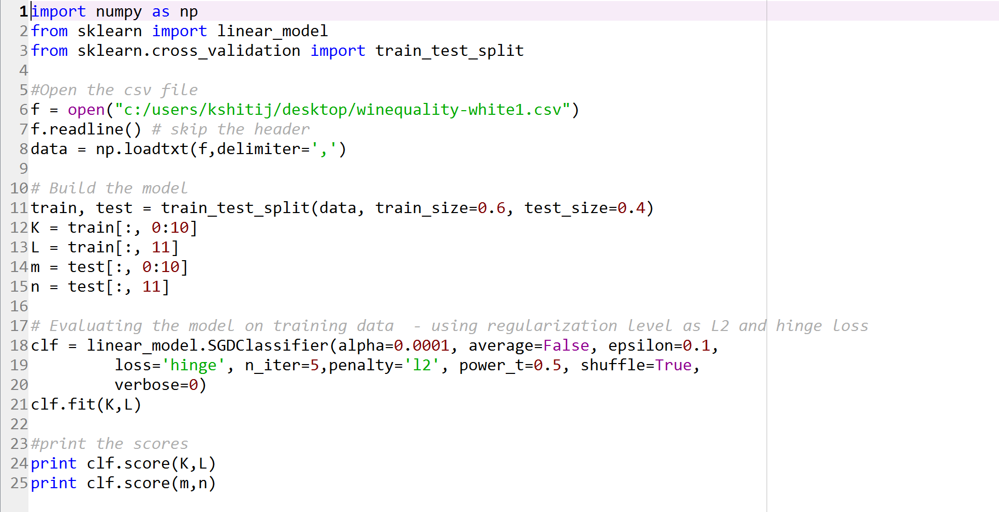 1 import numpy as np
2 from sklearn import linear_model
3 from sklearn.cross_validation import train_test_split
4
5 #Open the csv file
6 f = open("c:/users/kshitij/desktop/winequality-white1.csv")
7 f.readline() # skip the header
8 data = np.loadtxt(f,delimiter=',')
9
10 # Build the model
11 train, test = train_test_split(data, train_size=0.6, test_size=0.4)
12 K = train[:, 0:10]
13 L = train[:, 11]
14 m = test[:, 0:10]
15 n = test[:, 11]
16
17 # Evaluating the model on training data  - using regularization level as L2 and hinge loss
18 clf = linear_model.SGDClassifier(alpha=0.0001, average=False, epsilon=0.1,
19          loss='hinge', n_iter=5,penalty='l2', power_t=0.5, shuffle=True,
20          verbose=0)
21 clf.fit(K,L)
22
23 #print the scores
24 print clf.score(K,L)
25 print clf.score(m,n)